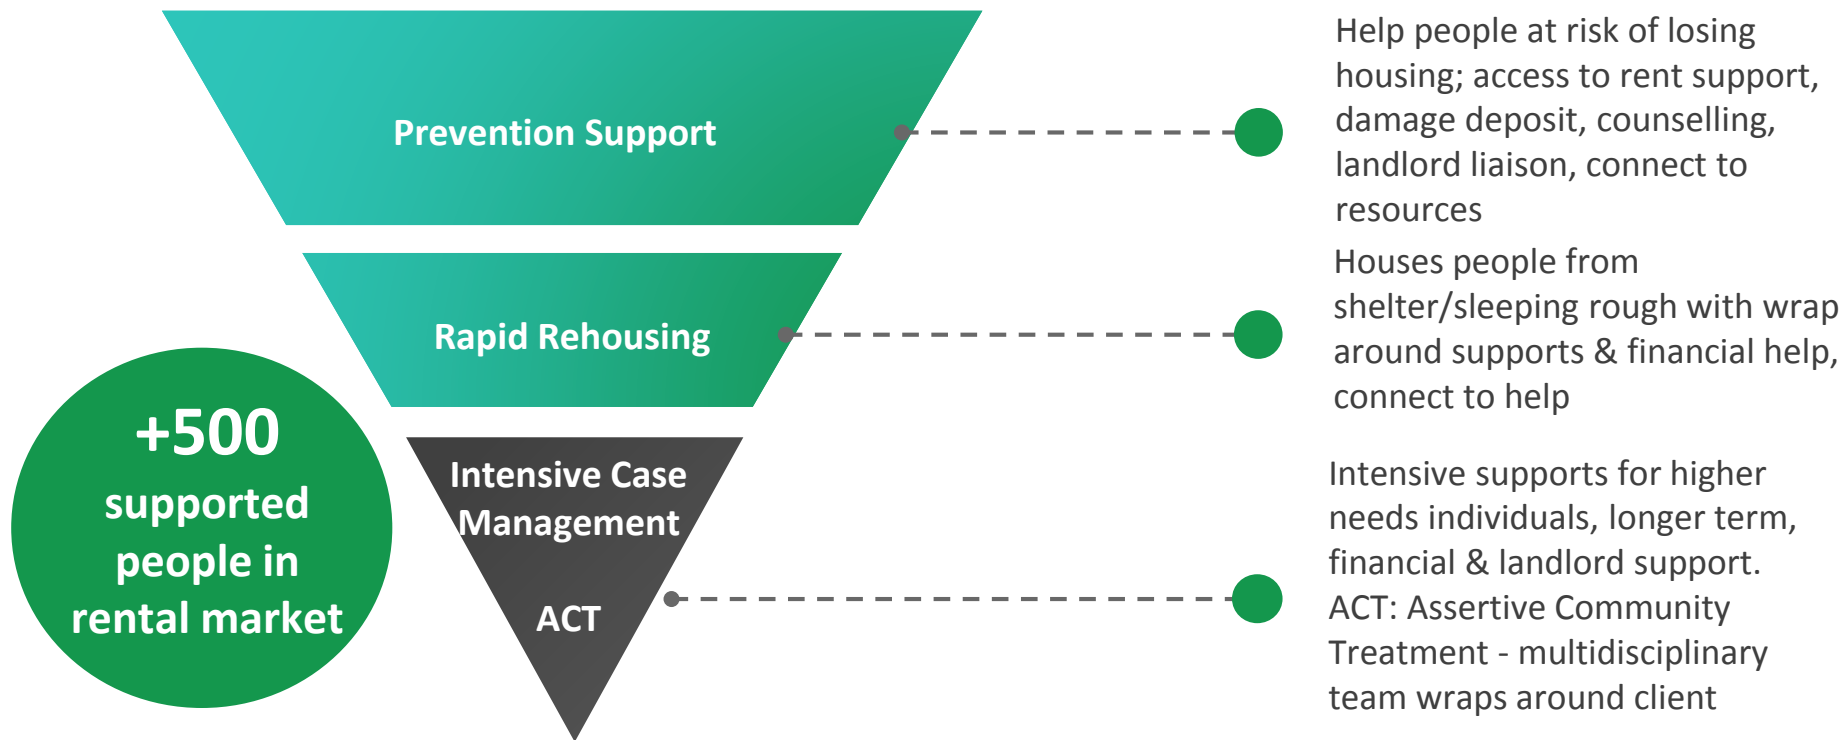 Prevention Support
Help people at risk of losing
housing; access to rent support,
damage deposit, counselling,
landlord liaison, connect to
resources
Rapid Rehousing
Houses people from
shelter/sleeping rough with wrap
around supports & financial help,
connect to help
+500
supported
people in
rental market
Intensive Case
Management
ACT
Intensive supports for higher
needs individuals, longer term,
financial & landlord support.
ACT: Assertive Community
Treatment - multidisciplinary
team wraps around client